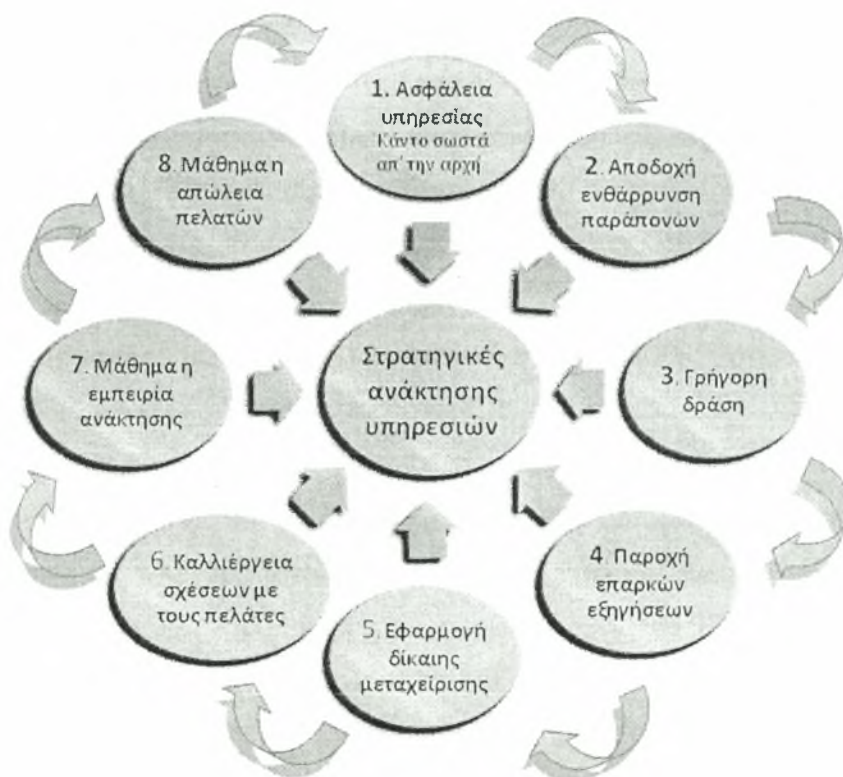 1. Ασφάλεια
υπηρεσίας
Κάντο σωστά
απ' την αρχή
2. Αποδοχή
ενθάρρυνση
παράπονων
3. Γρήγορη
δράση
4. Παροχή
επαρκών
εξηγήσεων
5. Εφαρμογή
δίκαιης
μεταχείρισης
6. Καλλιέργεια
σχέσεων με
τους πελάτες
7. Μάθημα η
εμπειρία
ανάκτησης
8. Μάθημα η
απώλεια
πελατών
Στρατηγικές
ανάκτησης
υπηρεσιών